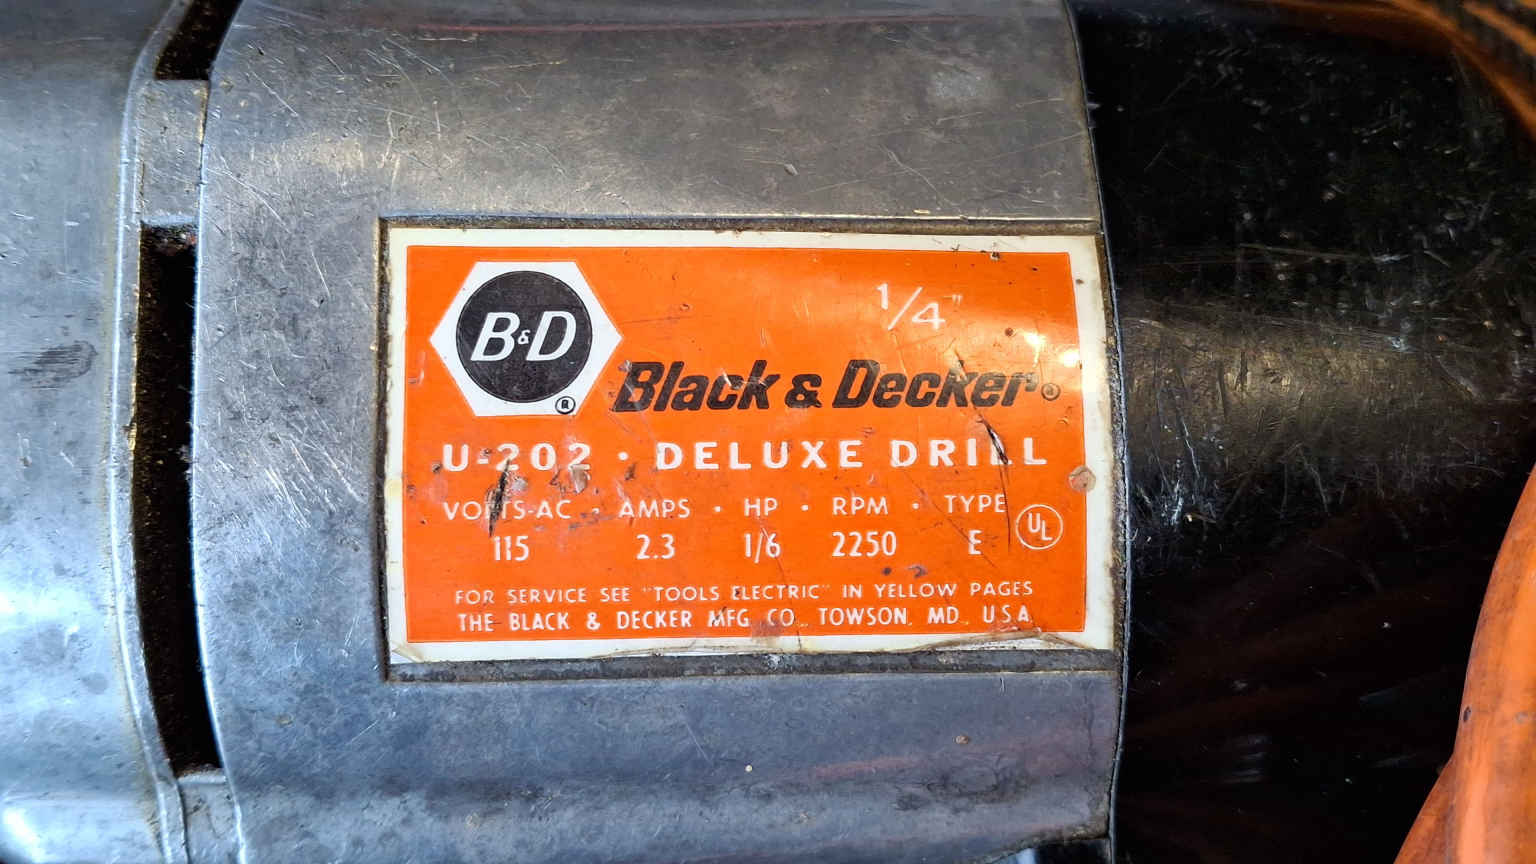 B&D
®
1/4"
Black & Decker®
U-202 · DELUXE DRILL
VOLTS-AC · AMPS · HP · RPM · TYPE
115 2.3 1/6 2250 E
UL
FOR SERVICE SEE "TOOLS ELECTRIC" IN YELLOW PAGES
THE BLACK & DECKER MFG. CO., TOWSON, MD., U.S.A.